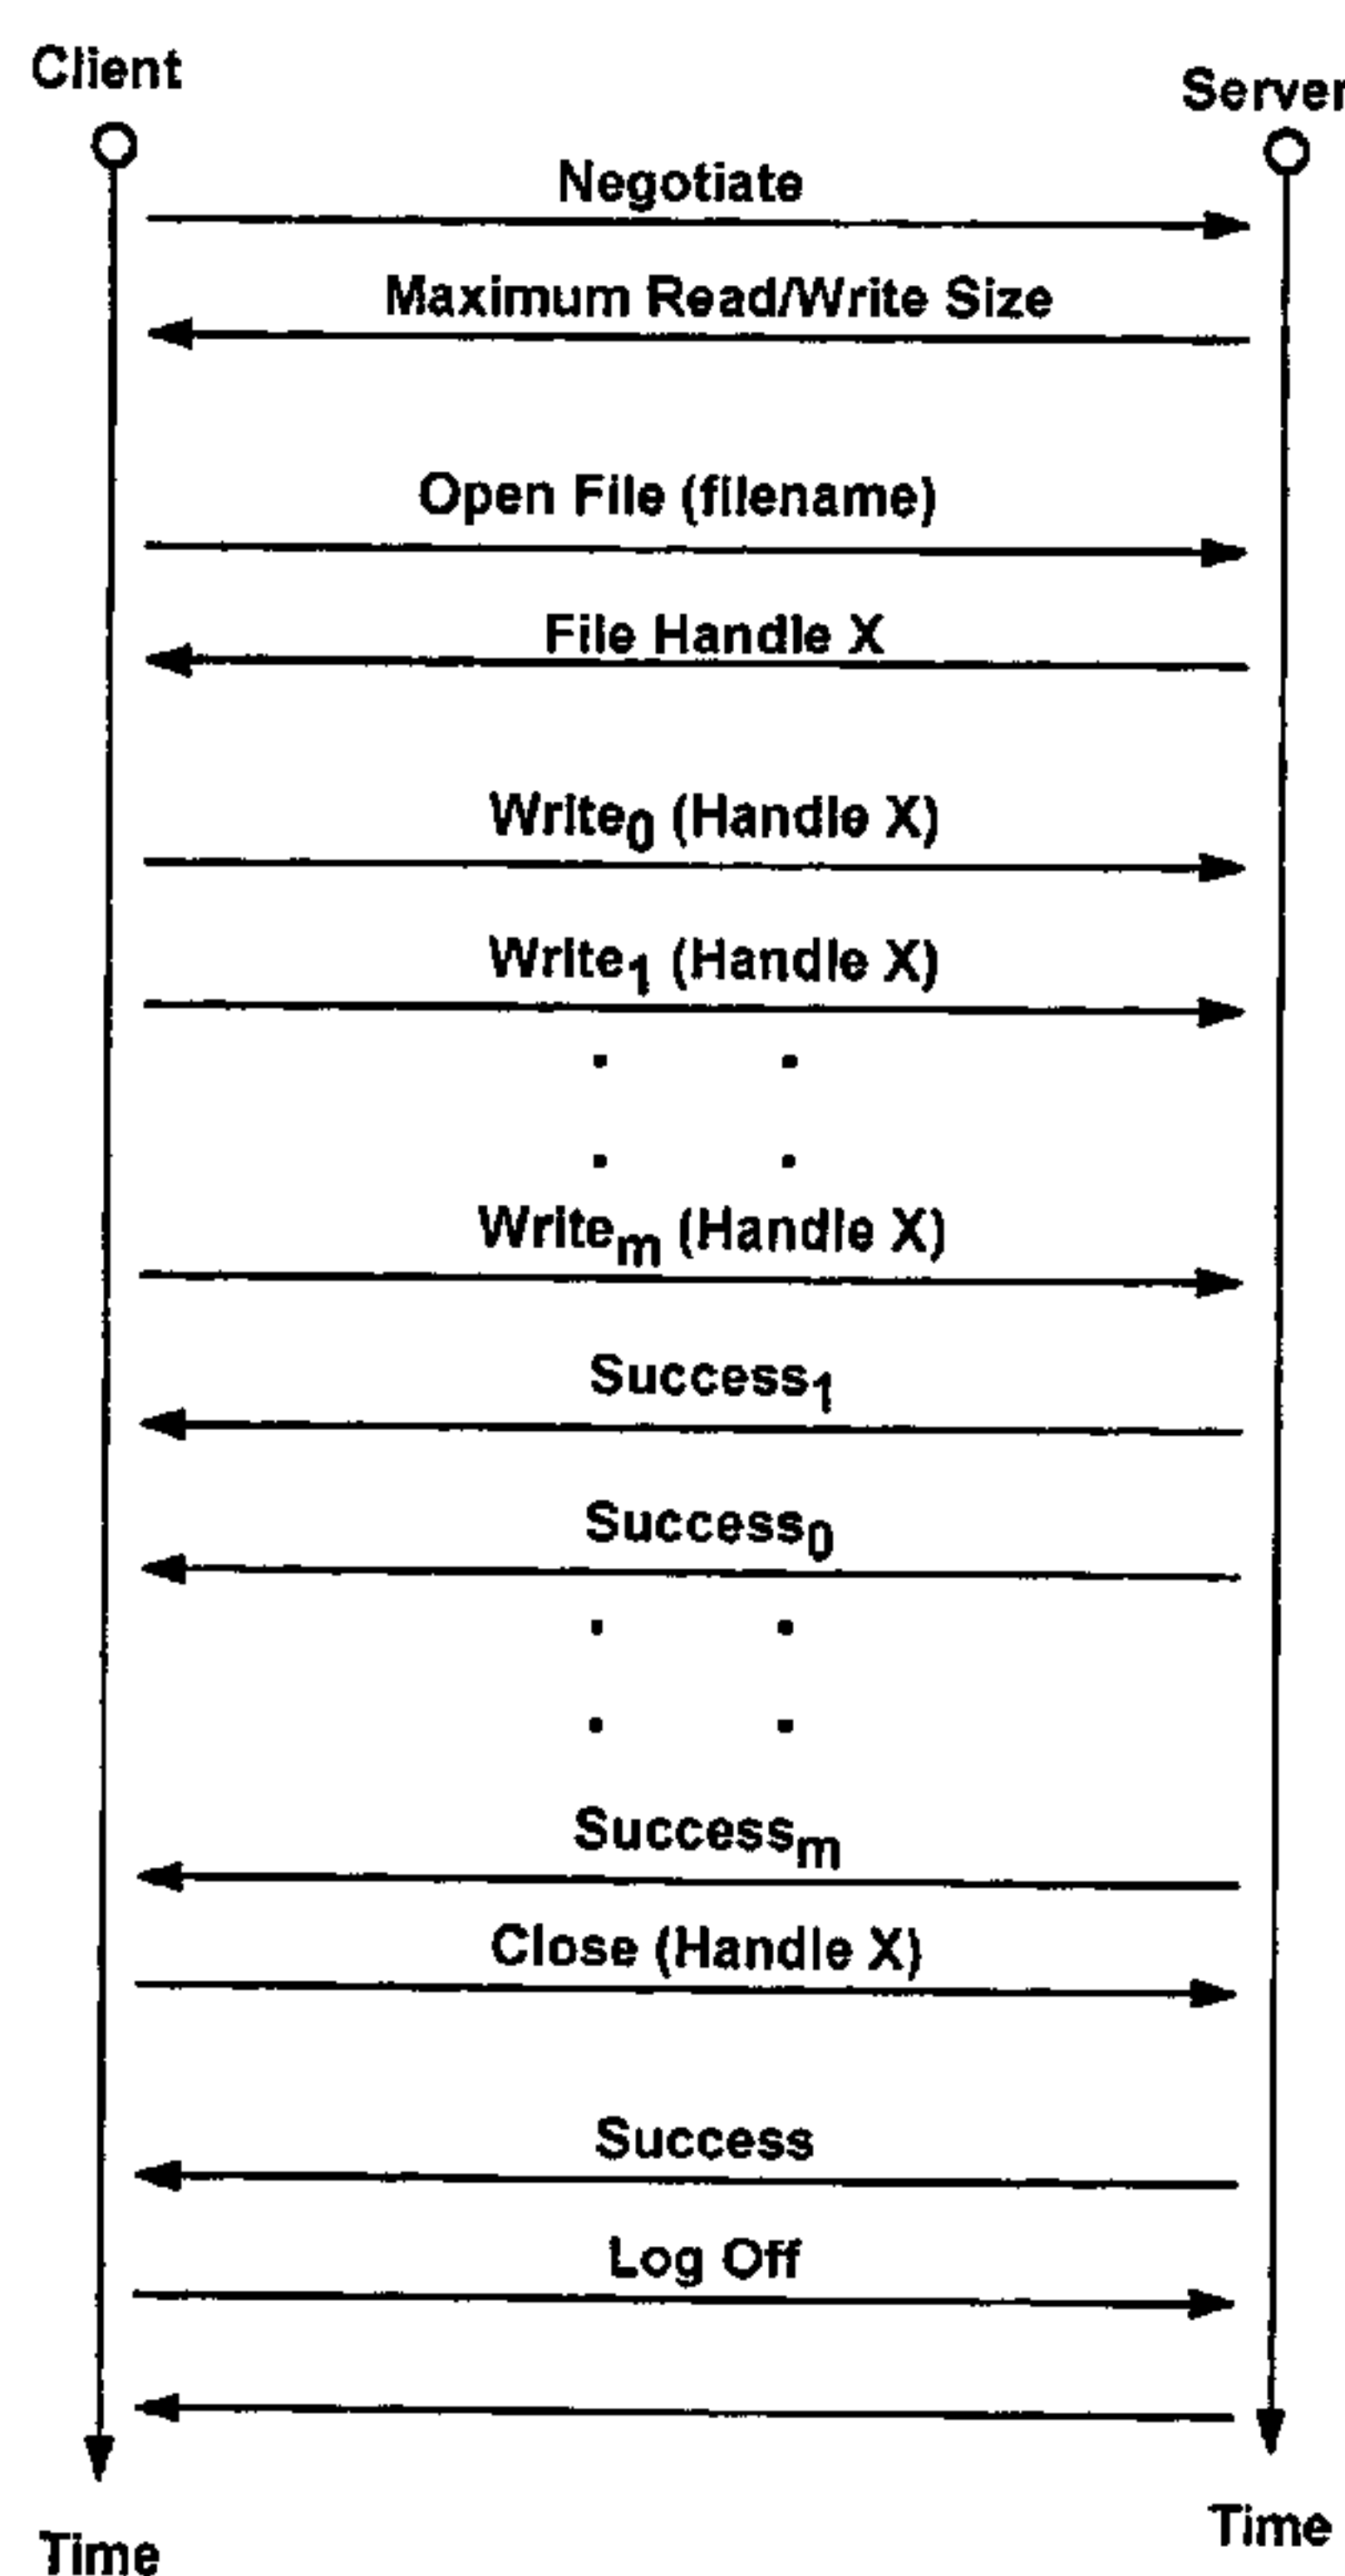 Client
Server
Negotiate
Maximum Read/Write Size
Open File (filename)
File Handle X
Write0 (Handle X)
Write1 (Handle X)
Writem (Handle X)
Success1
Success0
Successm
Close (Handle X)
Success
Log Off
Time
Time